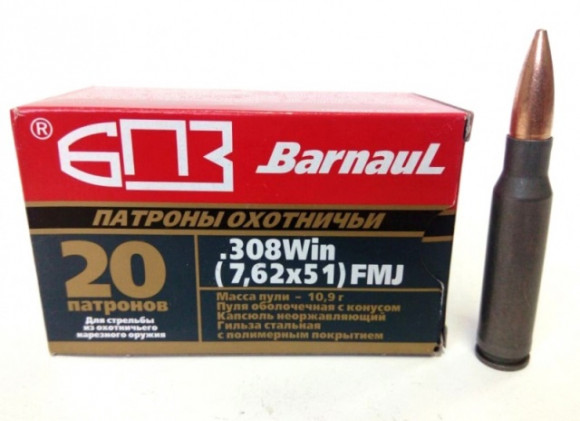 ® БПЗ Barnaul
ПАТРОНЫ ОХОТНИЧЬИ
20
патронов
Для стрельбы
из охотничьего
нарезного оружия
.308Win
(7,62x51)FMJ
Масса пули – 10,9 г
Пуля оболочечная с конусом
Капсюль неоржавляющий
Гильза стальная
с полимерным покрытием